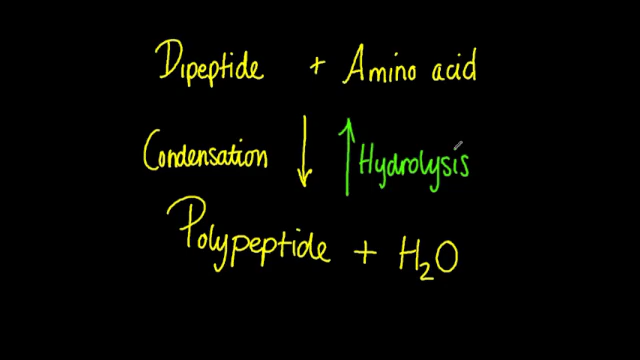 Dipeptide + Amino acid
Condensation ↓ ↑ Hydrolysis
Polypeptide + H₂O